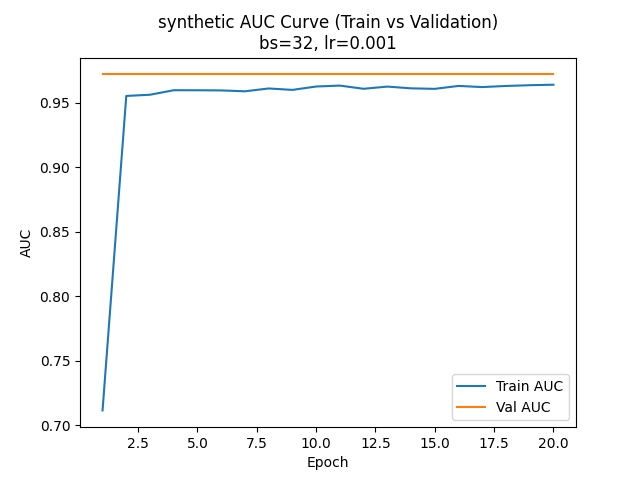 synthetic AUC Curve (Train vs Validation)
bs=32, lr=0.001
AUC
0.95
0.90
0.85
0.80
0.75
0.70
2.5 5.0 7.5 10.0 12.5 15.0 17.5 20.0
Epoch
Train AUC
Val AUC